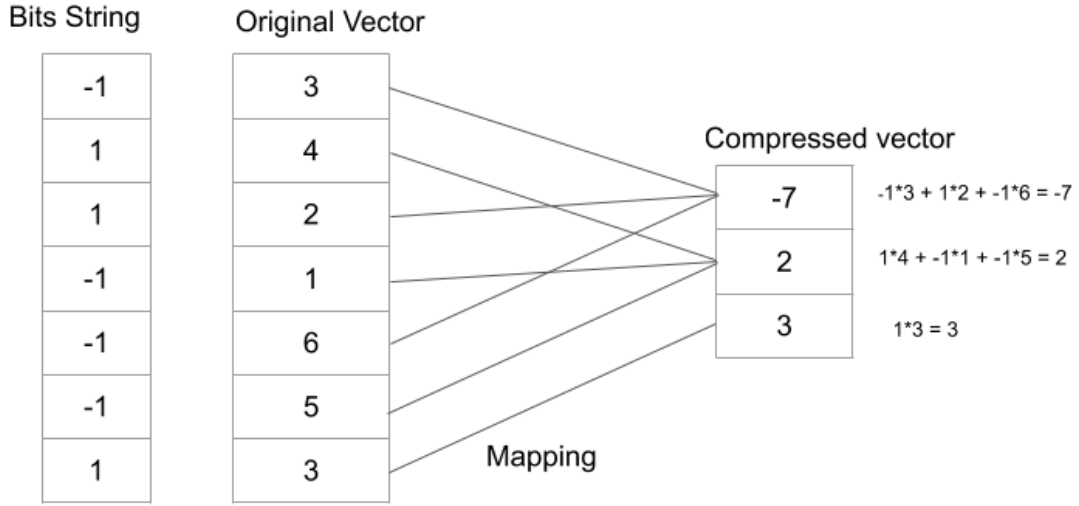 Bits String
Original Vector
-1
3
1
4
1
2
-1
1
-1
6
-1
5
1
3
Compressed vector
-7
-1*3 + 1*2 + -1*6 = -7
2
1*4 + -1*1 + -1*5 = 2
3
1*3 = 3
Mapping